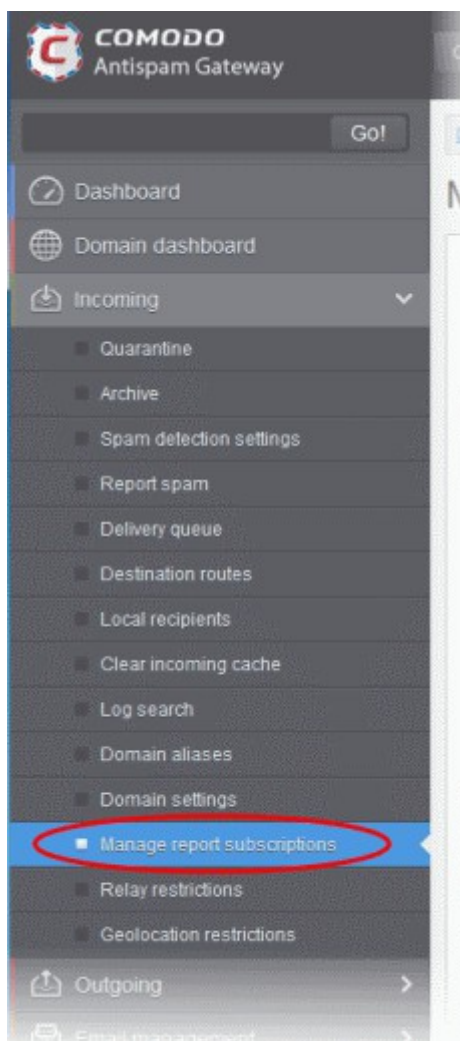 COMODO
Antispam Gateway
Go!
Dashboard
Domain dashboard
Incoming
Quarantine
Archive
Spam detection settings
Report spam
Delivery queue
Destination routes
Local recipients
Clear incoming cache
Log search
Domain aliases
Domain settings
Manage report subscriptions
Relay restrictions
Geolocation restrictions
Outgoing
Email management